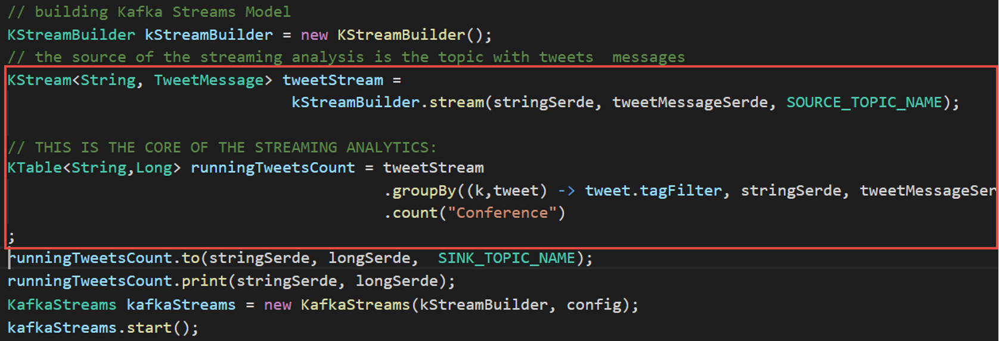 // building Kafka Streams Model
KStreamBuilder kStreamBuilder = new KStreamBuilder();
// the source of the streaming analysis is the topic with tweets  messages
KStream<String, TweetMessage> tweetStream =
kStreamBuilder.stream(stringSerde, tweetMessageSerde, SOURCE_TOPIC_NAME);
// THIS IS THE CORE OF THE STREAMING ANALYTICS:
KTable<String,Long> runningTweetsCount = tweetStream
.groupBy((k,tweet) -> tweet.tagFilter, stringSerde, tweetMessageSer
.count("Conference")
;
runningTweetsCount.to(stringSerde, longSerde,  SINK_TOPIC_NAME);
runningTweetsCount.print(stringSerde, longSerde);
KafkaStreams kafkaStreams = new KafkaStreams(kStreamBuilder, config);
kafkaStreams.start();